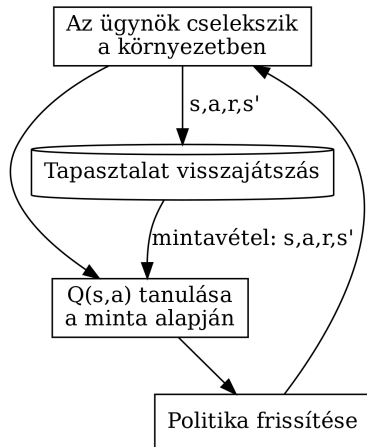 Az ügynök cselekszik
a környezetben
s,a,r,s'
Tapasztalat visszajátszás
mintavétel: s,a,r,s'
Q(s,a) tanulása
a minta alapján
Politika frissítése